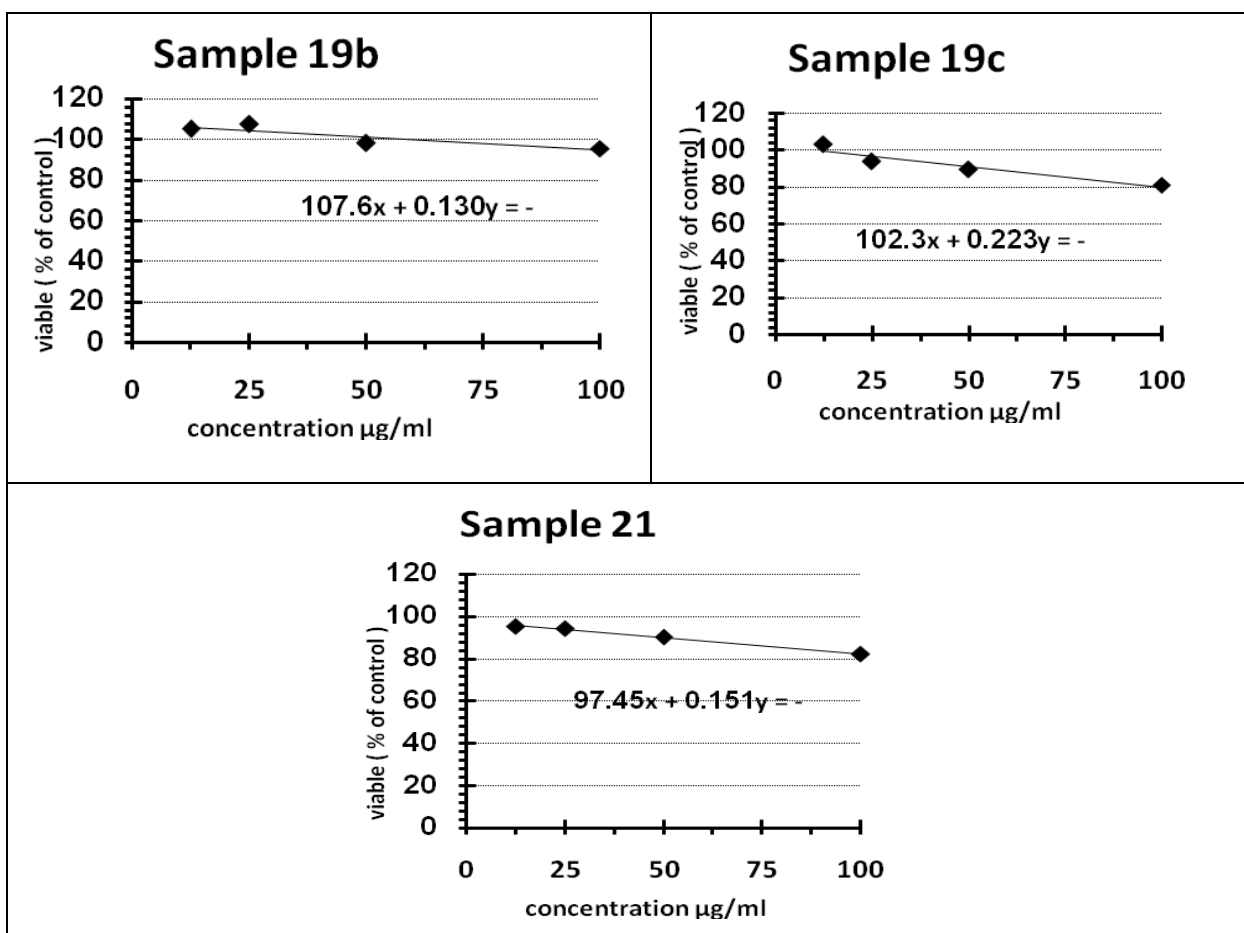 Sample 19b
120
100
80
60
40
20
0
viable ( % of control )
107.6x + 0.130y = -
0 25 50 75 100
concentration µg/ml
Sample 19c
120
100
80
60
40
20
0
viable ( % of control )
102.3x + 0.223y = -
0 25 50 75 100
concentration µg/ml
Sample 21
120
100
80
60
40
20
0
viable ( % of control )
97.45x + 0.151y = -
0 25 50 75 100
concentration µg/ml